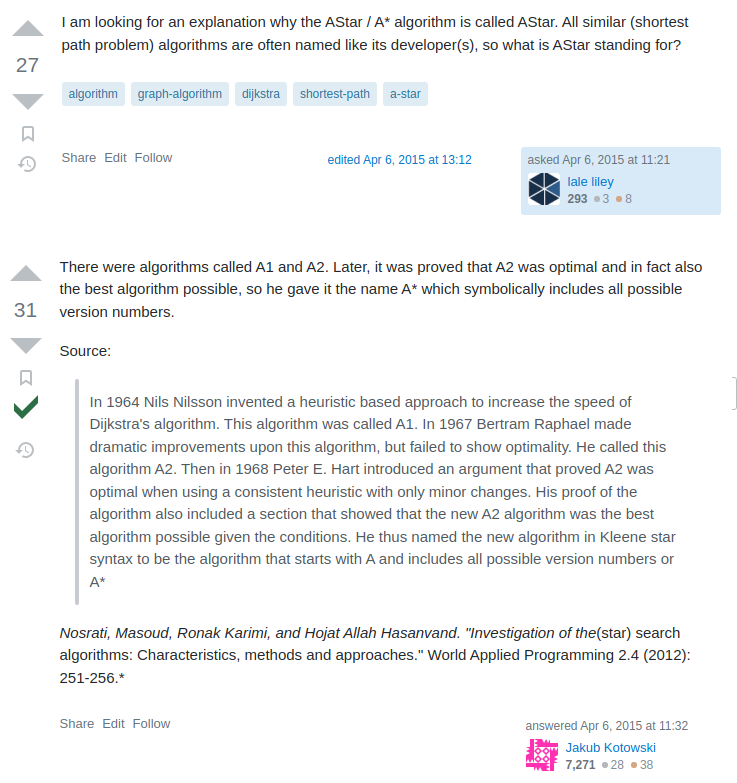 I am looking for an explanation why the AStar / A* algorithm is called AStar. All similar (shortest
path problem) algorithms are often named like its developer(s), so what is AStar standing for?
27
algorithm graph-algorithm dijkstra shortest-path a-star
Share Edit Follow
edited Apr 6, 2015 at 13:12
asked Apr 6, 2015 at 11:21
lale liley
293 3 8
There were algorithms called A1 and A2. Later, it was proved that A2 was optimal and in fact also
the best algorithm possible, so he gave it the name A* which symbolically includes all possible
version numbers.
31
Source:
In 1964 Nils Nilsson invented a heuristic based approach to increase the speed of
Dijkstra's algorithm. This algorithm was called A1. In 1967 Bertram Raphael made
dramatic improvements upon this algorithm, but failed to show optimality. He called this
algorithm A2. Then in 1968 Peter E. Hart introduced an argument that proved A2 was
optimal when using a consistent heuristic with only minor changes. His proof of the
algorithm also included a section that showed that the new A2 algorithm was the best
algorithm possible given the conditions. He thus named the new algorithm in Kleene star
syntax to be the algorithm that starts with A and includes all possible version numbers or
A*
Nosrati, Masoud, Ronak Karimi, and Hojat Allah Hasanvand. "Investigation of the(star) search
algorithms: Characteristics, methods and approaches." World Applied Programming 2.4 (2012):
251-256.*
Share Edit Follow
answered Apr 6, 2015 at 11:32
Jakub Kotowski
7,271 28 38